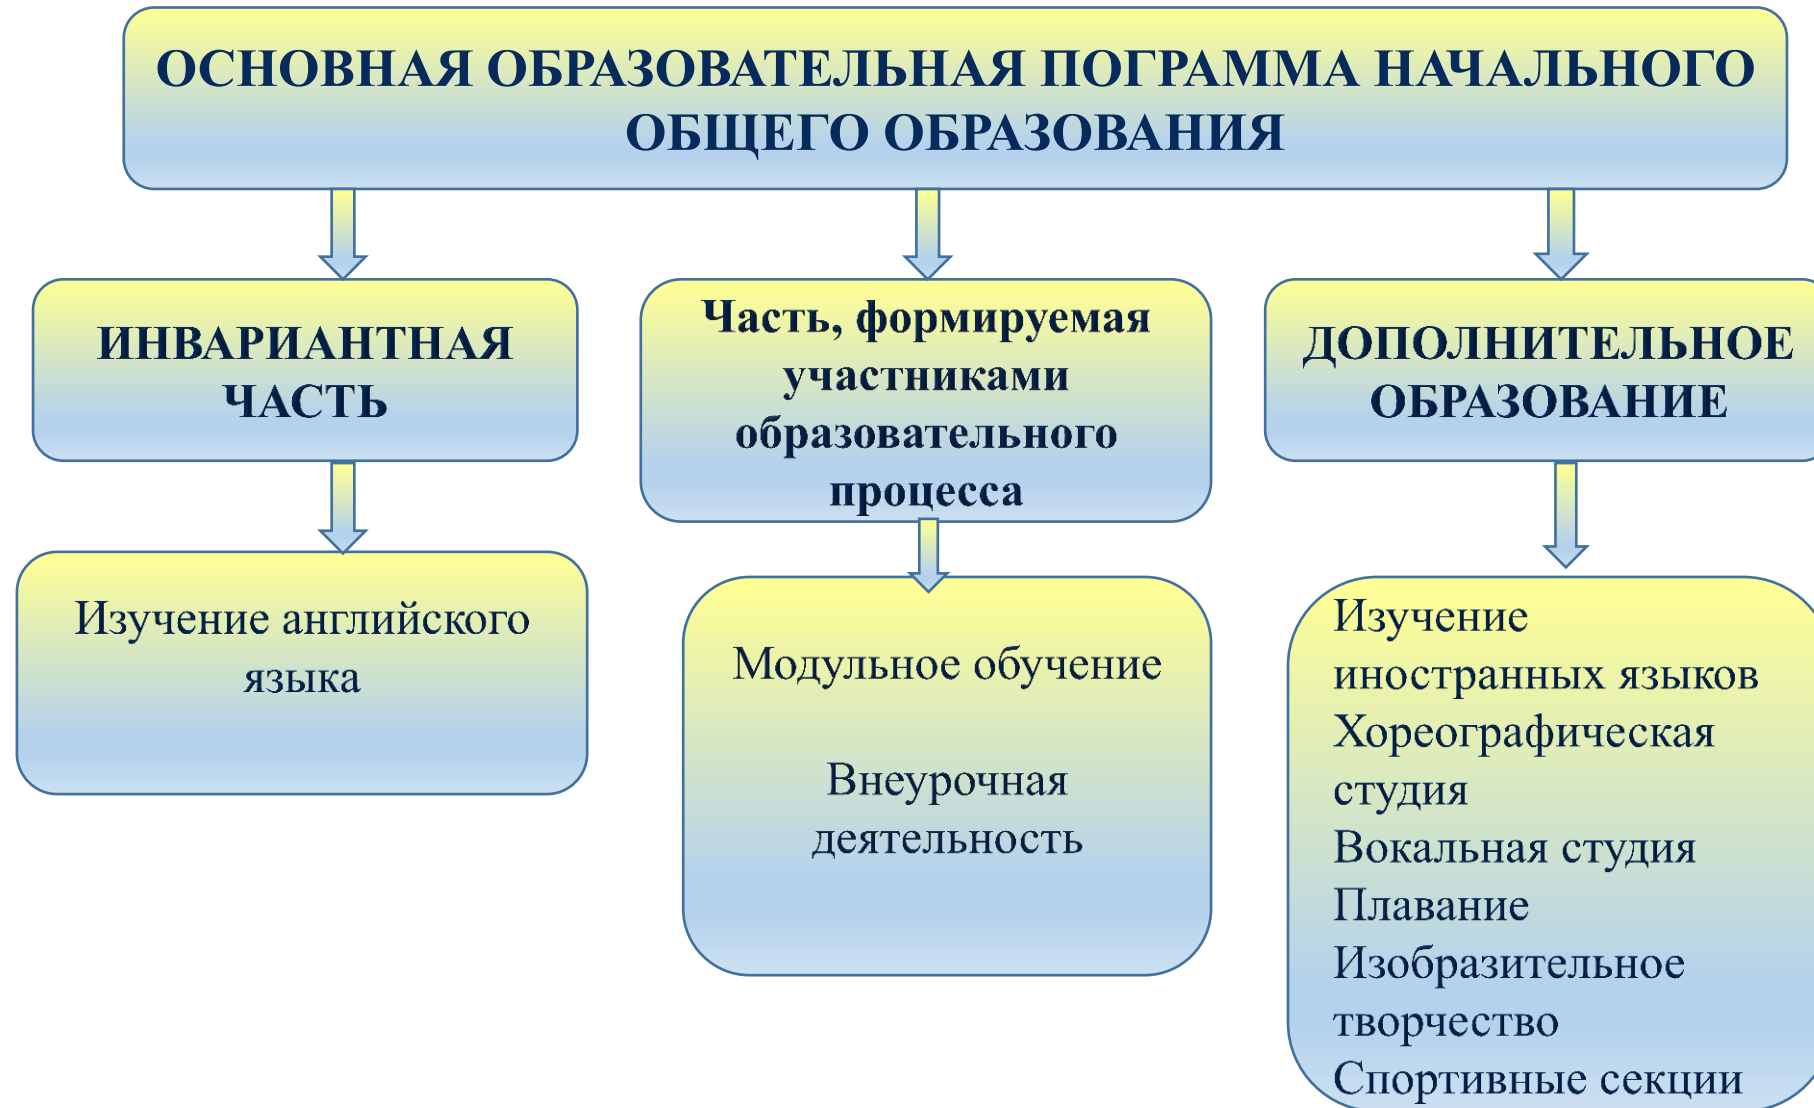 ОСНОВНАЯ ОБРАЗОВАТЕЛЬНАЯ ПОГРАММА НАЧАЛЬНОГО
ОБЩЕГО ОБРАЗОВАНИЯ
ИНВАРИАНТНАЯ
ЧАСТЬ
Изучение английского
языка
Часть, формируемая
участниками
образовательного
процесса
Модульное обучение
Внеурочная
деятельность
ДОПОЛНИТЕЛЬНОЕ
ОБРАЗОВАНИЕ
Изучение
иностранных языков
Хореографическая
студия
Вокальная студия
Плавание
Изобразительное
творчество
Спортивные секции